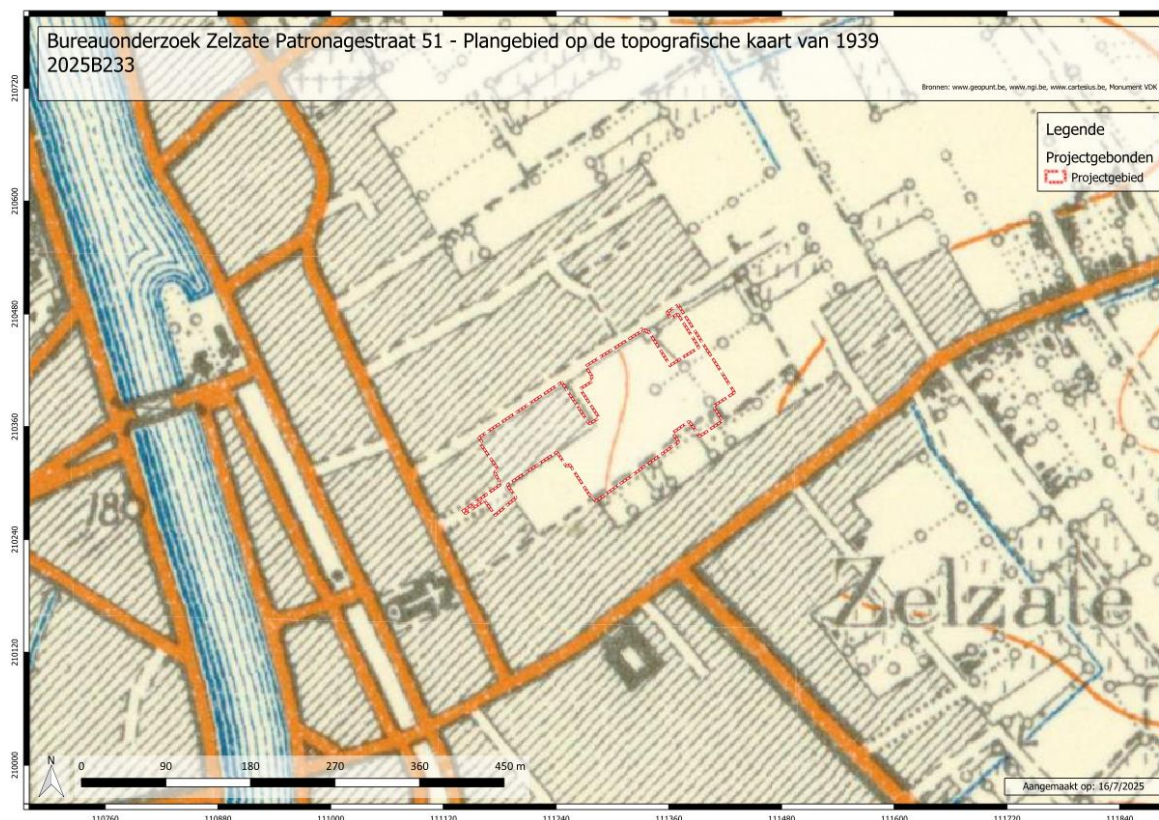 Bureauonderzoek Zelzate Patronagestraat 51 - Plangebied op de topografische kaart van 1939
2025B233
Bronnen: www.geopunt.be, www.ngi.be, www.cartesius.be, Monument VDK
Legende
Projectgebonden
Projectgebied
210720
210600
210480
210360
210240
210120
210000
180
Zelzate
N
0 90 180 270 360 450 m
Aangemaakt op: 16/7/2025
110760 110880 111000 111120 111240 111360 111480 111600 111720 111840